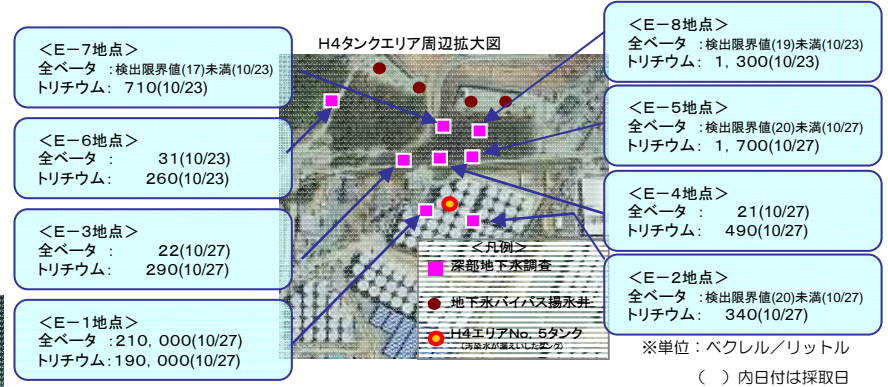 H4タンクエリア周辺拡大図
＜E－7地点＞
全ベータ ：検出限界値(17)未満(10/23)
トリチウム： 710(10/23)
＜E－6地点＞
全ベータ ： 31(10/23)
トリチウム： 260(10/23)
＜E－3地点＞
全ベータ ： 22(10/27)
トリチウム： 290(10/27)
＜E－1地点＞
全ベータ ：210, 000(10/27)
トリチウム：190, 000(10/27)
＜E－8地点＞
全ベータ ：検出限界値(19)未満(10/23)
トリチウム： 1, 300(10/23)
＜E－5地点＞
全ベータ ：検出限界値(20)未満(10/27)
トリチウム： 1, 700(10/27)
＜E－4地点＞
全ベータ ： 21(10/27)
トリチウム： 490(10/27)
＜E－2地点＞
全ベータ ：検出限界値(20)未満(10/27)
トリチウム： 340(10/27)
＜凡例＞
深部地下水調査
地下水バイパス揚水井
H4エリアNo. 5タンク
(汚染水が漏えいしたタンク)
※単位：ベクレル／リットル
（ ）内日付は採取日